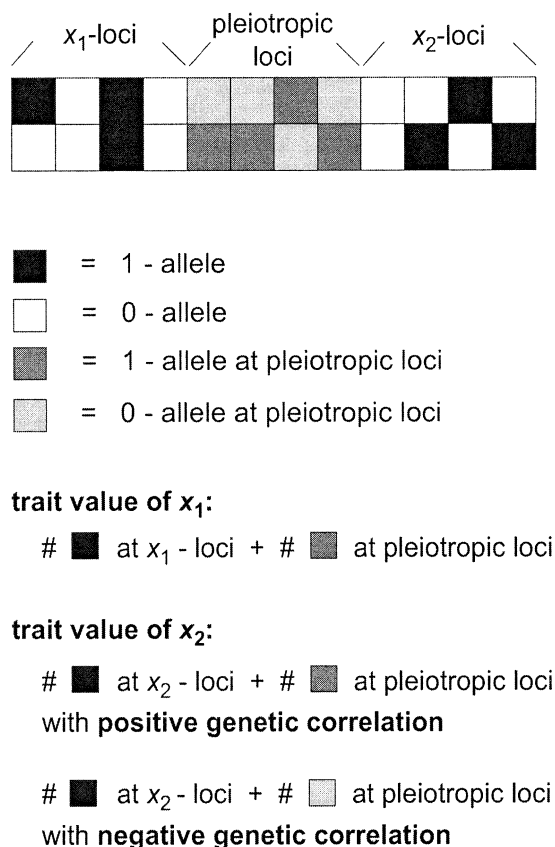 x1-loci pleiotropic loci x2-loci
= 1 - allele
= 0 - allele
= 1 - allele at pleiotropic loci
= 0 - allele at pleiotropic loci
trait value of x1:
# at x1 - loci + # at pleiotropic loci
trait value of x2:
# at x2 - loci + # at pleiotropic loci
with positive genetic correlation
# at x2 - loci + # at pleiotropic loci
with negative genetic correlation